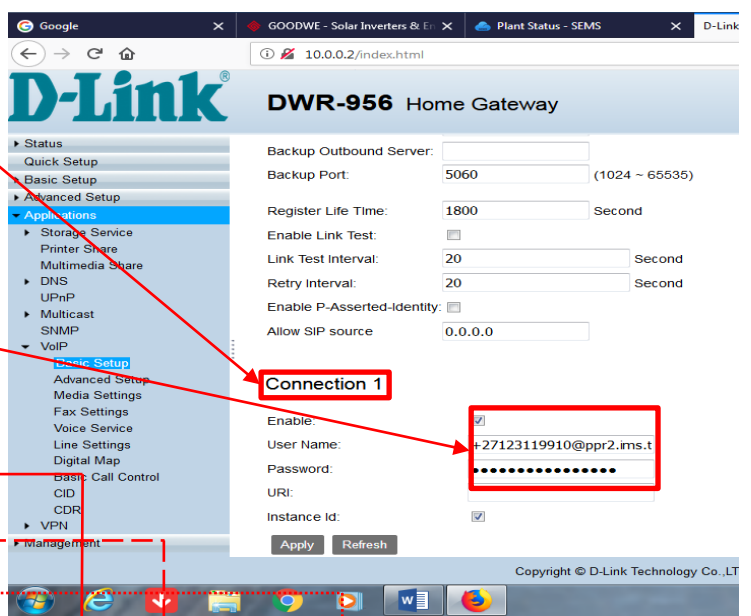 Google
GOODWE - Solar Inverters & En
Plant Status - SEMS
D-Link
10.0.0.2/index.html
D-Link®
DWR-956 Home Gateway
Status
Quick Setup
Basic Setup
Advanced Setup
Applications
Storage Service
Printer Share
Multimedia Share
DNS
UPnP
Multicast
SNMP
VoIP
Basic Setup
Advanced Setup
Media Settings
Fax Settings
Voice Service
Line Settings
Digital Map
Basic Call Control
CID
CDR
VPN
Management
Backup Outbound Server:
Backup Port: 5060 (1024 ~ 65535)
Register Life TIme: 1800 Second
Enable Link Test:
Link Test Interval: 20 Second
Retry Interval: 20 Second
Enable P-Asserted-Identity:
Allow SIP source 0.0.0.0
Connection 1
Enable:
User Name: +27123119910@ppr2.ims.t
Password: ••••••••••••••••
URI:
Instance Id:
Apply Refresh
Copyright © D-Link Technology Co.,LT